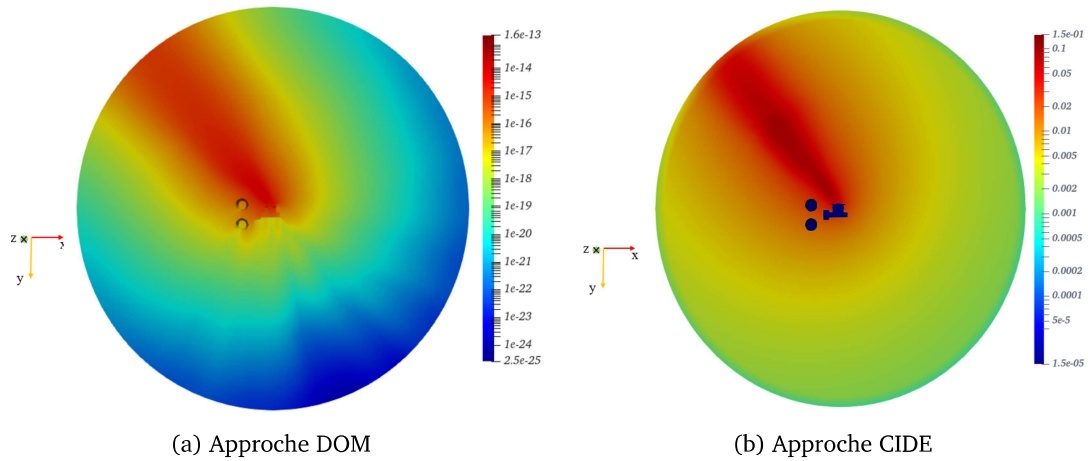 1.6e-13
1e-14
1e-15
1e-16
1e-17
1e-18
1e-19
1e-20
1e-21
1e-22
1e-23
1e-24
2.5e-25
z
y
1.5e-01
0.1
0.05
0.02
0.01
0.005
0.002
0.001
0.0005
0.0002
0.0001
5e-5
1.5e-05
z
x
y
(a) Approche DOM
(b) Approche CIDE